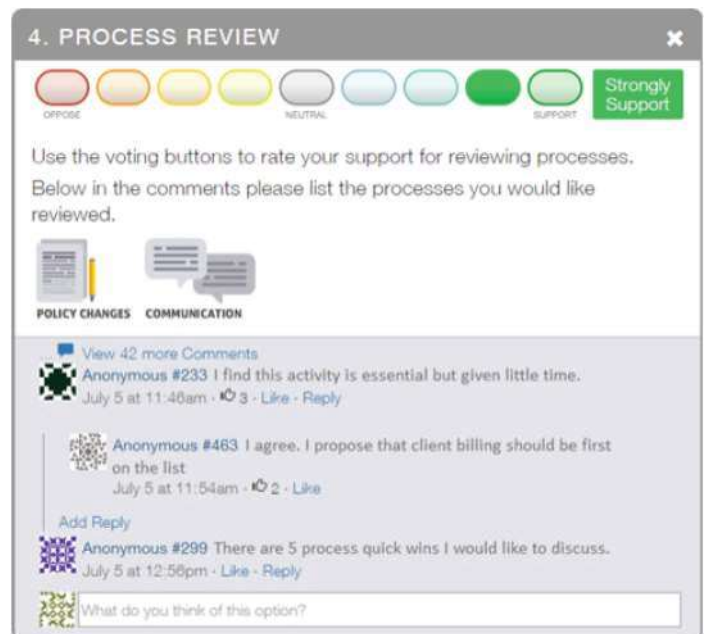 4. PROCESS REVIEW
OPPOSE
NEUTRAL
SUPPORT
Strongly
Support
Use the voting buttons to rate your support for reviewing processes.
Below in the comments please list the processes you would like
reviewed.
POLICY CHANGES
COMMUNICATION
View 42 more Comments
Anonymous #233 I find this activity is essential but given little time.
July 5 at 11:46am · 3 · Like · Reply
Anonymous #463 I agree. I propose that client billing should be first
on the list
July 5 at 11:54am · 2 · Like
Add Reply
Anonymous #299 There are 5 process quick wins I would like to discuss.
July 5 at 12:56pm · Like · Reply
What do you think of this option?